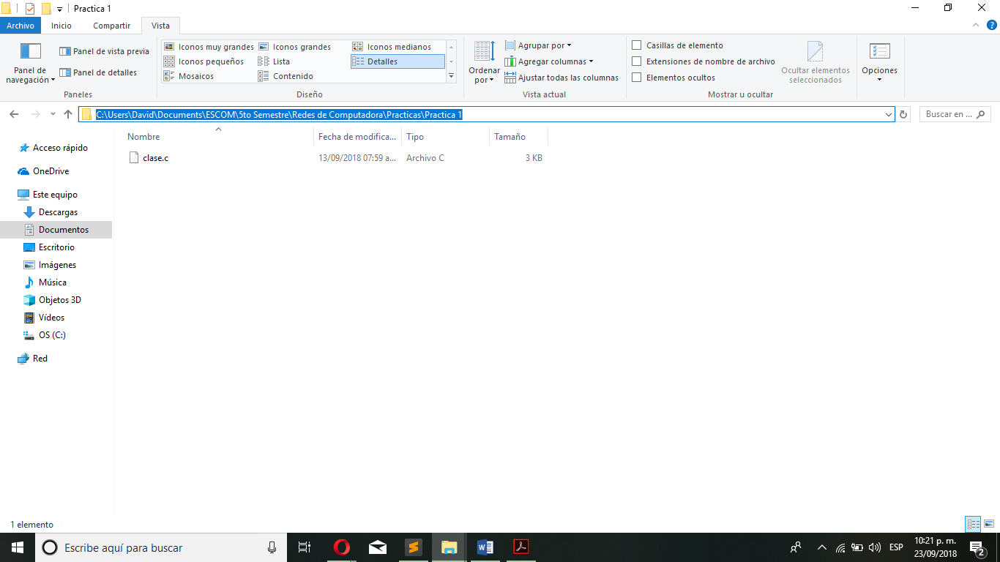 Practica 1
Archivo Inicio Compartir Vista
Panel de navegación
Panel de vista previa
Panel de detalles
Paneles
Iconos muy grandes Iconos grandes Iconos medianos
Iconos pequeños Lista Detalles
Mosaicos Contenido
Diseño
Ordenar por
Agrupar por
Agregar columnas
Ajustar todas las columnas
Vista actual
Casillas de elemento
Extensiones de nombre de archivo
Elementos ocultos
Ocultar elementos seleccionados
Mostrar u ocultar
Opciones
C:\Users\David\Documents\ESCOM\5to Semestre\Redes de Computadora\Practicas\Practica 1
Buscar en ...
Nombre Fecha de modifica... Tipo Tamaño
clase.c 13/09/2018 07:59 a... Archivo C 3 KB
Acceso rápido
OneDrive
Este equipo
Descargas
Documentos
Escritorio
Imágenes
Música
Objetos 3D
Vídeos
OS (C:)
Red
1 elemento
Escribe aquí para buscar
ESP
10:21 p. m.
23/09/2018
2